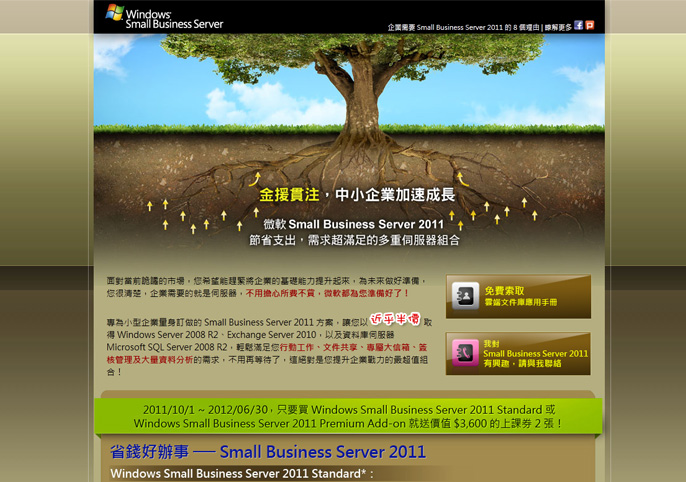 Windows®
Small Business Server
企業需要 Small Business Server 2011 的 8 個理由 | 瞭解更多
金援貫注，中小企業加速成長
微軟 Small Business Server 2011
節省支出，需求超滿足的多重伺服器組合
面對當前詭譎的市場，您希望能趕緊將企業的基礎能力提升起來，為未來做好準備，
您很清楚，企業需要的就是伺服器，不用擔心所費不貲，微軟都為您準備好了！
免費索取
雲端文件庫應用手冊
專為小型企業量身訂做的 Small Business Server 2011 方案，讓您以 近乎半價 取
得 Windows Server 2008 R2、Exchange Server 2010，以及資料庫伺服器
Microsoft SQL Server 2008 R2，輕鬆滿足您行動工作、文件共享、專屬大信箱、簽
核管理及大量資料分析的需求，不用再等待了，這絕對是您提升企業戰力的最超值組
合！
我對
Small Business Server 2011
有興趣，請與我聯絡
2011/10/1 ~ 2012/06/30，只要買 Windows Small Business Server 2011 Standard 或
Windows Small Business Server 2011 Premium Add-on 就送價值 $3,600 的上課券 2 張！
省錢好辦事 ── Small Business Server 2011
Windows Small Business Server 2011 Standard*：